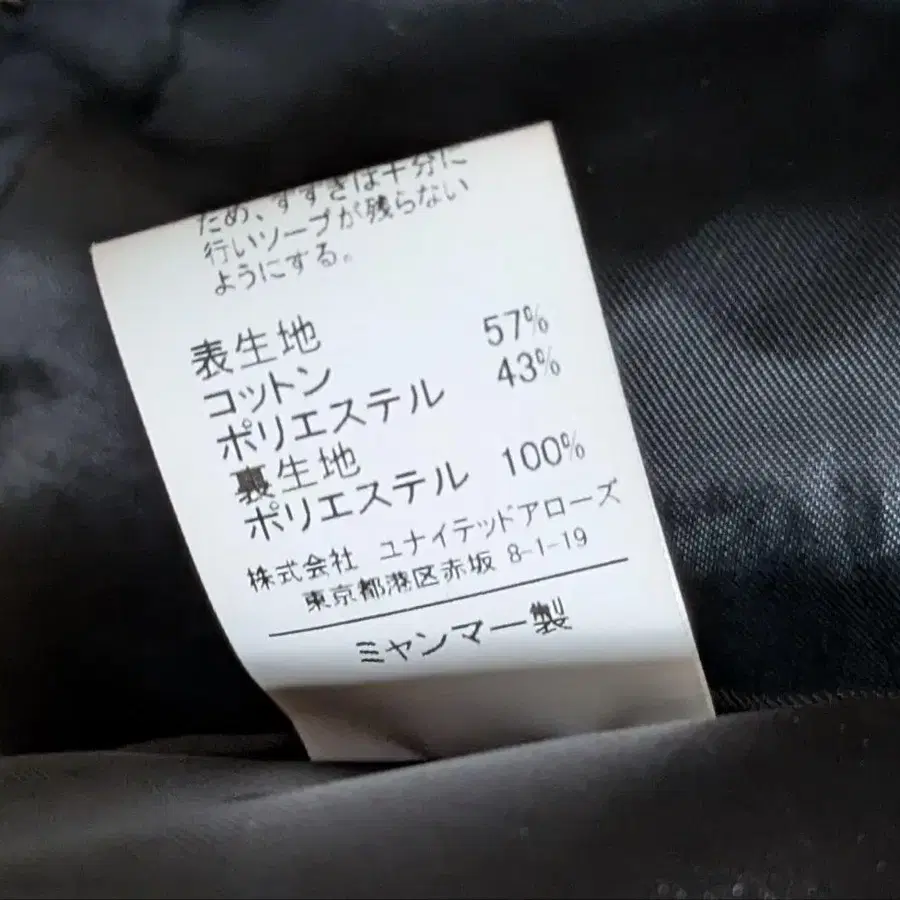 ため、すすぎは十分に
行いソープが残らない
ようにする。
表生地
コットン 57%
ポリエステル 43%
裏生地
ポリエステル 100%
株式会社 ユナイテッドアローズ
東京都港区赤坂 8-1-19
ミャンマー製